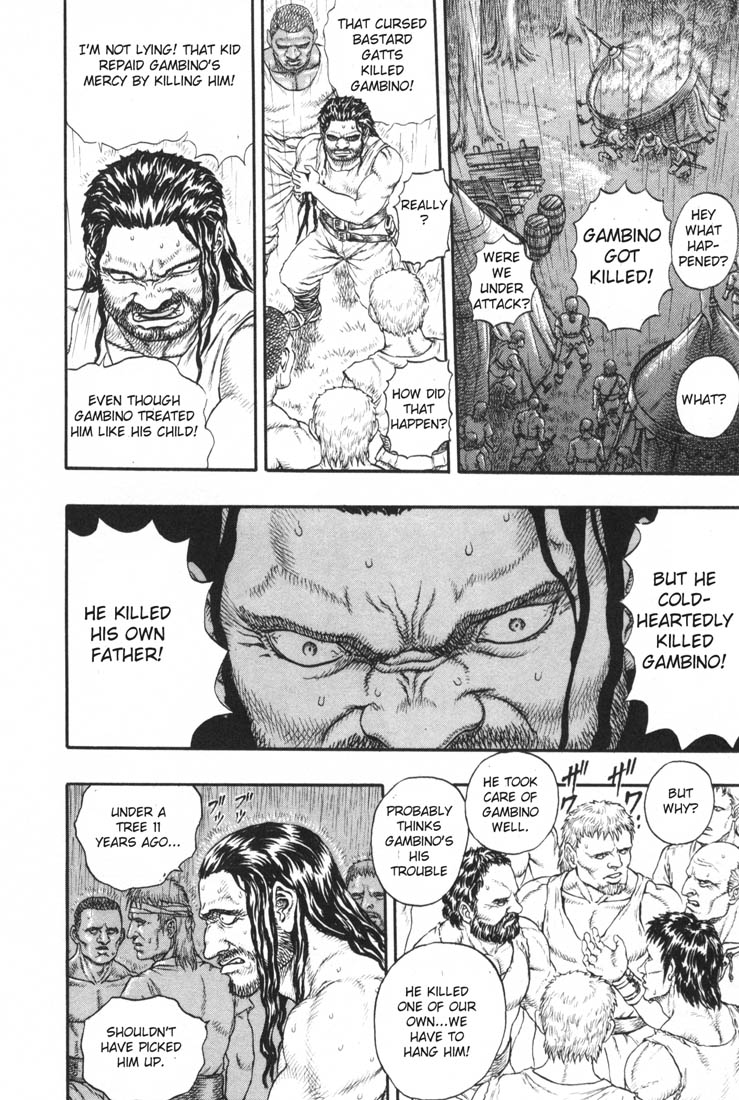 HEY
WHAT
HAP-
PENED?
GAMBINO
GOT
KILLED!
WERE
WE
UNDER
ATTACK?
WHAT?
THAT CURSED
BASTARD
GATTS
KILLED
GAMBINO!
REALLY
?
HOW DID
THAT
HAPPEN?
I'M NOT LYING! THAT KID
REPAID GAMBINO'S
MERCY BY KILLING HIM!
EVEN THOUGH
GAMBINO TREATED
HIM LIKE HIS CHILD!
BUT HE
COLD-
HEARTEDLY
KILLED
GAMBINO!
HE KILLED
HIS OWN
FATHER!
BUT
WHY?
ザ
ワ
ザ
ワ
HE TOOK
CARE OF
GAMBINO
WELL.
PROBABLY
THINKS
GAMBINO'S
HIS
TROUBLE
HE KILLED
ONE OF OUR
OWN...WE
HAVE TO
HANG HIM!
UNDER A
TREE 11
YEARS AGO...
SHOULDN'T
HAVE PICKED
HIM UP.